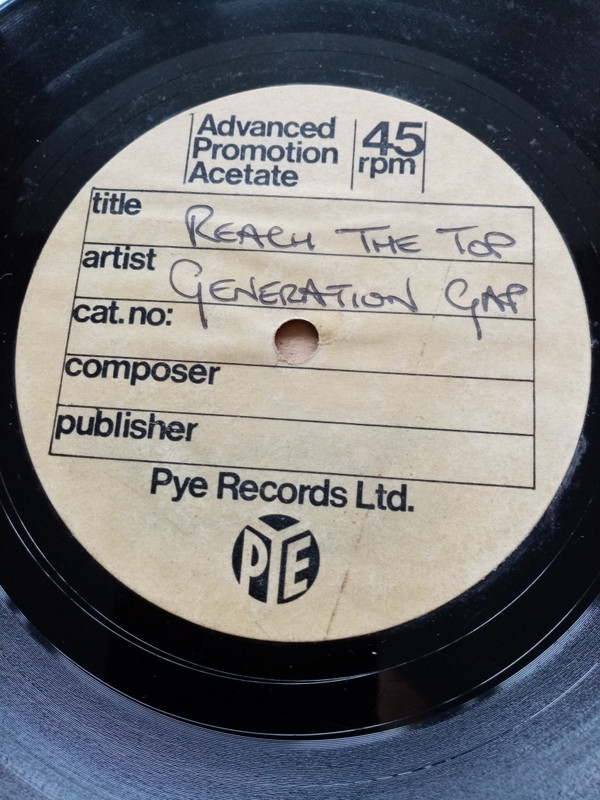 Advanced
Promotion
Acetate
45
rpm
title REACH THE TOP
artist GENERATION GAP
cat.no:
composer
publisher
Pye Records Ltd.
PYE